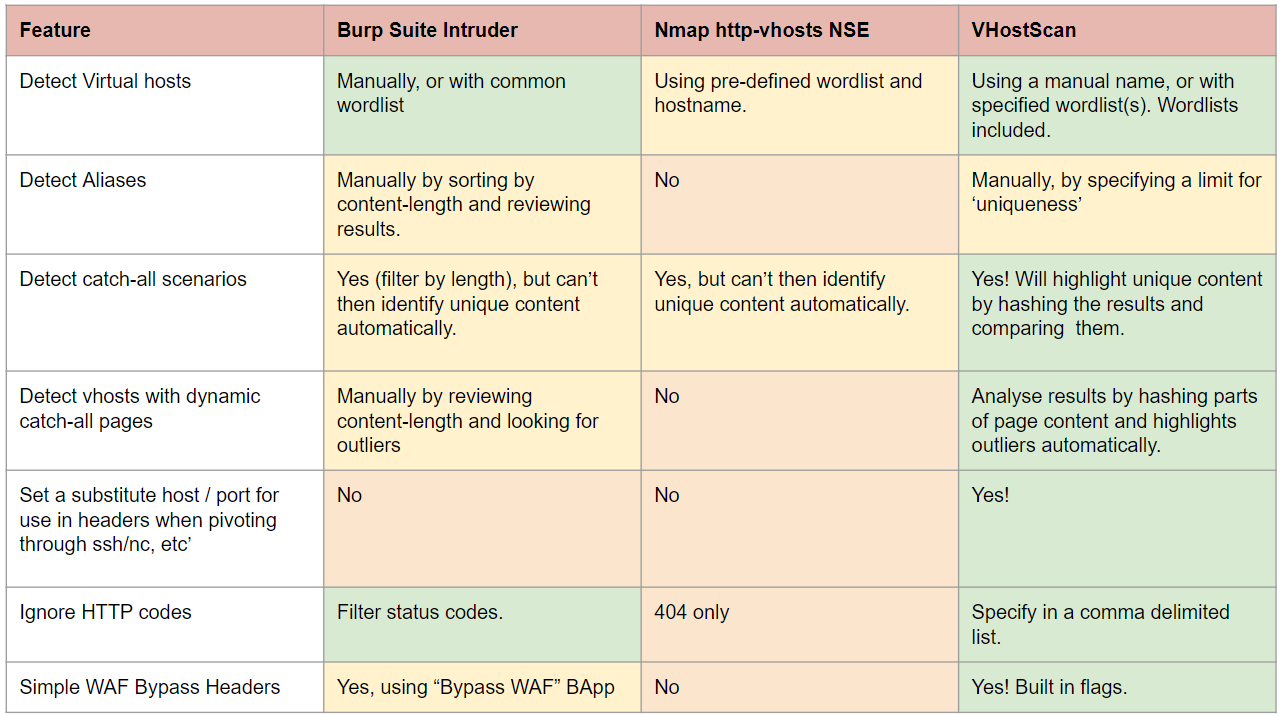 Feature
Burp Suite Intruder
Nmap http-vhosts NSE
VHostScan
Detect Virtual hosts
Manually, or with common
wordlist
Using pre-defined wordlist and
hostname.
Using a manual name, or with
specified wordlist(s). Wordlists
included.
Detect Aliases
Manually by sorting by
content-length and reviewing
results.
No
Manually, by specifying a limit for
‘uniqueness’
Detect catch-all scenarios
Yes (filter by length), but can’t
then identify unique content
automatically.
Yes, but can’t then identify
unique content automatically.
Yes! Will highlight unique content
by hashing the results and
comparing  them.
Detect vhosts with dynamic
catch-all pages
Manually by reviewing
content-length and looking for
outliers
No
Analyse results by hashing parts
of page content and highlights
outliers automatically.
Set a substitute host / port for
use in headers when pivoting
through ssh/nc, etc’
No
No
Yes!
Ignore HTTP codes
Filter status codes.
404 only
Specify in a comma delimited
list.
Simple WAF Bypass Headers
Yes, using “Bypass WAF” BApp
No
Yes! Built in flags.